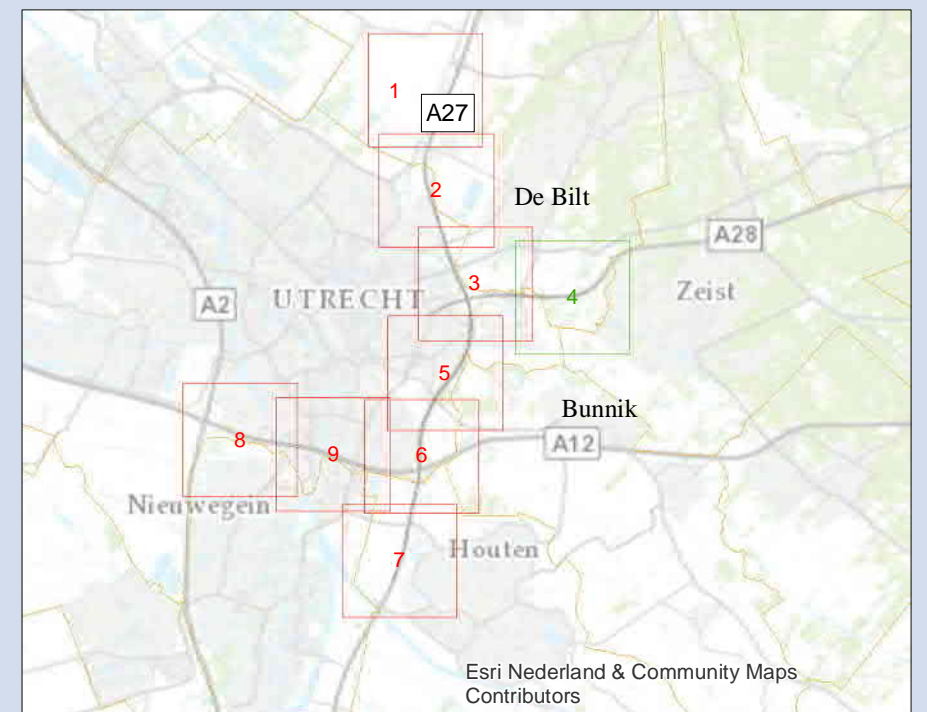 1
A27
2
De Bilt
A28
3
4
Zeist
A2
UTRECHT
5
Bunnik
8
9
6
A12
Nieuwegein
Houten
7
Esri Nederland & Community Maps
Contributors